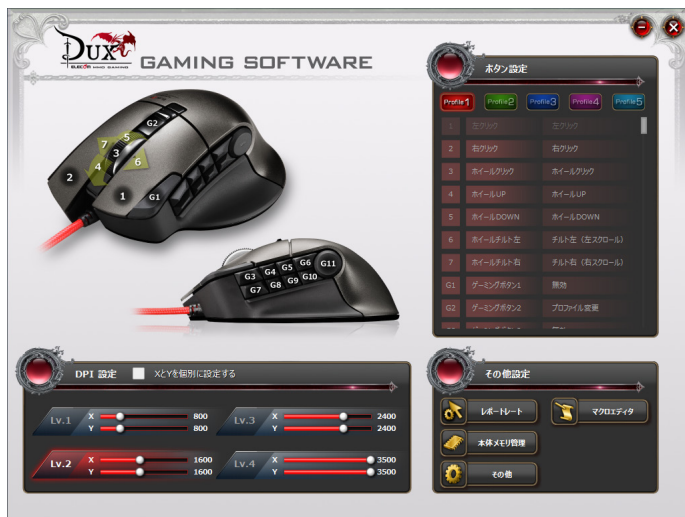 DUX
ELECOM MMO GAMING
GAMING SOFTWARE
G2
7
5
3
4
6
2
1
G1
G3
G4
G5
G6
G11
G7
G8
G9
G10
ボタン設定
Profile1
Profile2
Profile3
Profile4
Profile5
1 左クリック 左クリック
2 右クリック 右クリック
3 ホイールクリック ホイールクリック
4 ホイールUP ホイールUP
5 ホイールDOWN ホイールDOWN
6 ホイールチルト左 チルト左（左スクロール）
7 ホイールチルト右 チルト右（右スクロール）
G1 ゲーミングボタン1 無効
G2 ゲーミングボタン2 プロファイル変更
DPI 設定
XとYを個別に設定する
Lv.1
X 800
Y 800
Lv.3
X 2400
Y 2400
Lv.2
X 1600
Y 1600
Lv.4
X 3500
Y 3500
その他設定
レポートレート
マクロエディタ
本体メモリ管理
その他